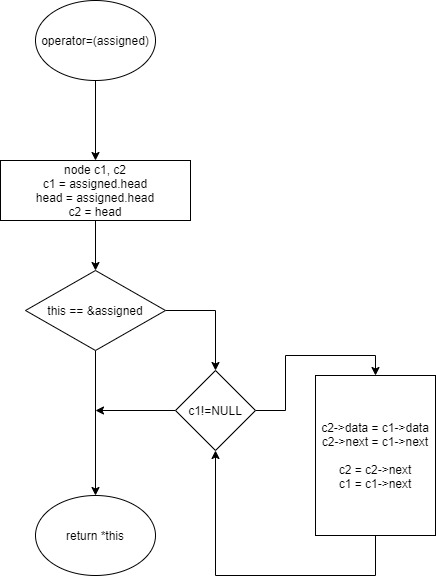 operator=(assigned)
node c1, c2
c1 = assigned.head
head = assigned.head
c2 = head
this == &assigned
c1!=NULL
c2->data = c1->data
c2->next = c1->next
c2 = c2->next
c1 = c1->next
return *this